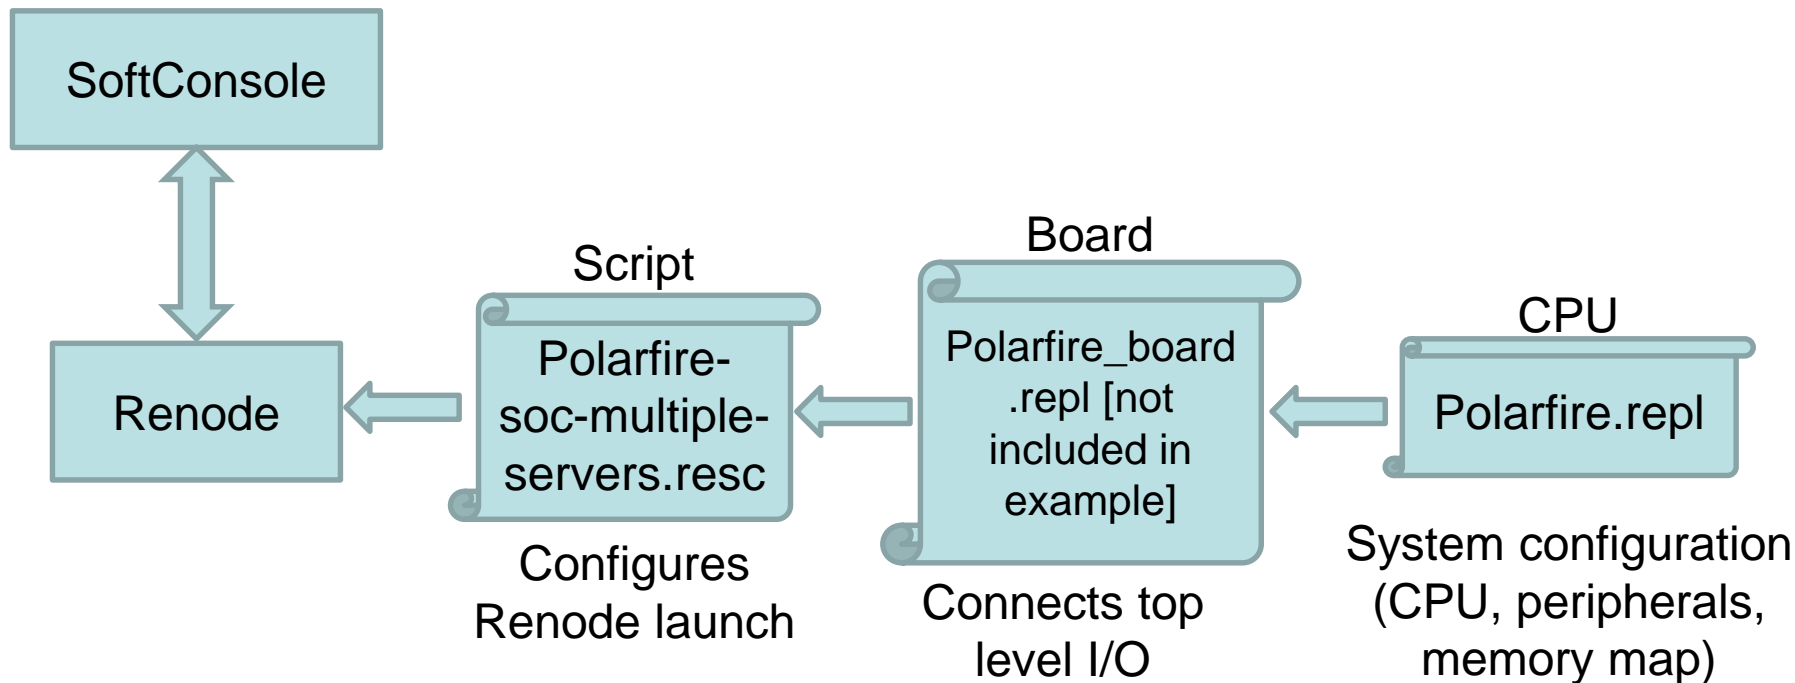 SoftConsole
Renode
Script
Polarfire-
soc-multiple-
servers.resc
Configures
Renode launch
Board
Polarfire_board
.repl [not
included in
example]
Connects top
level I/O
CPU
Polarfire.repl
System configuration
(CPU, peripherals,
memory map)